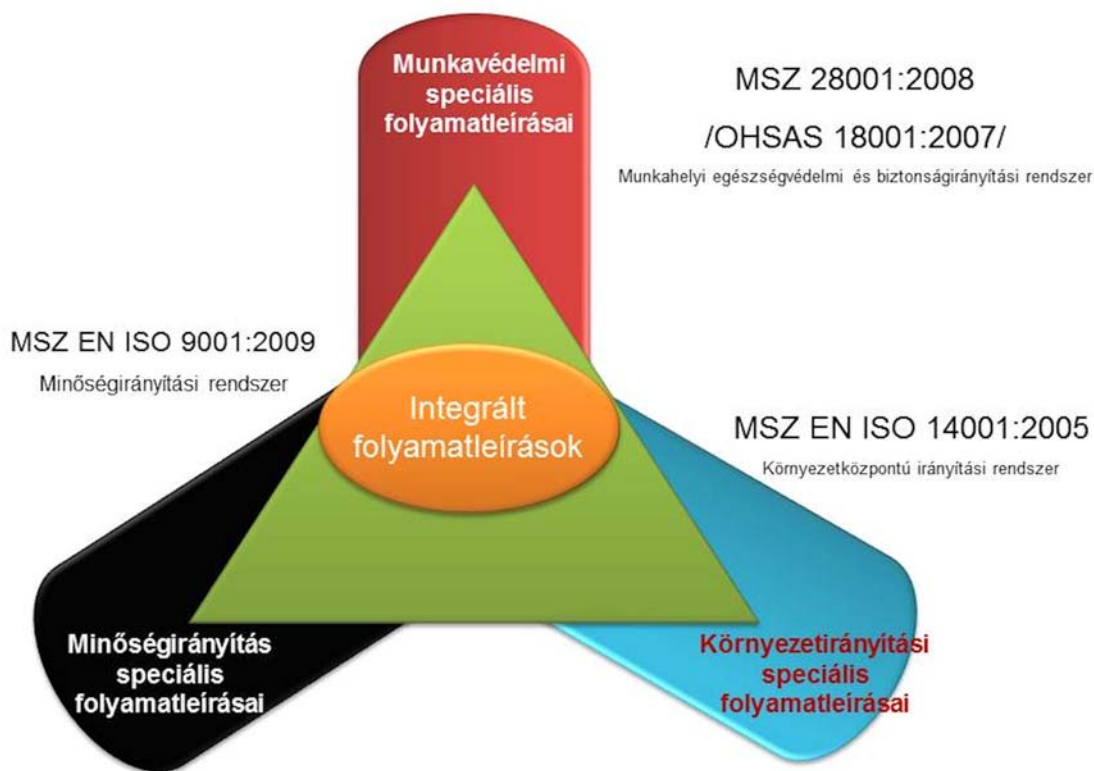 Munkavédelmi
speciális
folyamatleírásai
MSZ 28001:2008
/OHSAS 18001:2007/
Munkahelyi egészségvédelmi és biztonságirányítási rendszer
MSZ EN ISO 9001:2009
Minőségirányítási rendszer
Integrált
folyamatleírások
MSZ EN ISO 14001:2005
Környezetközpontú irányítási rendszer
Minőségirányítás
speciális
folyamatleírásai
Környezetirányítási
speciális
folyamatleírásai